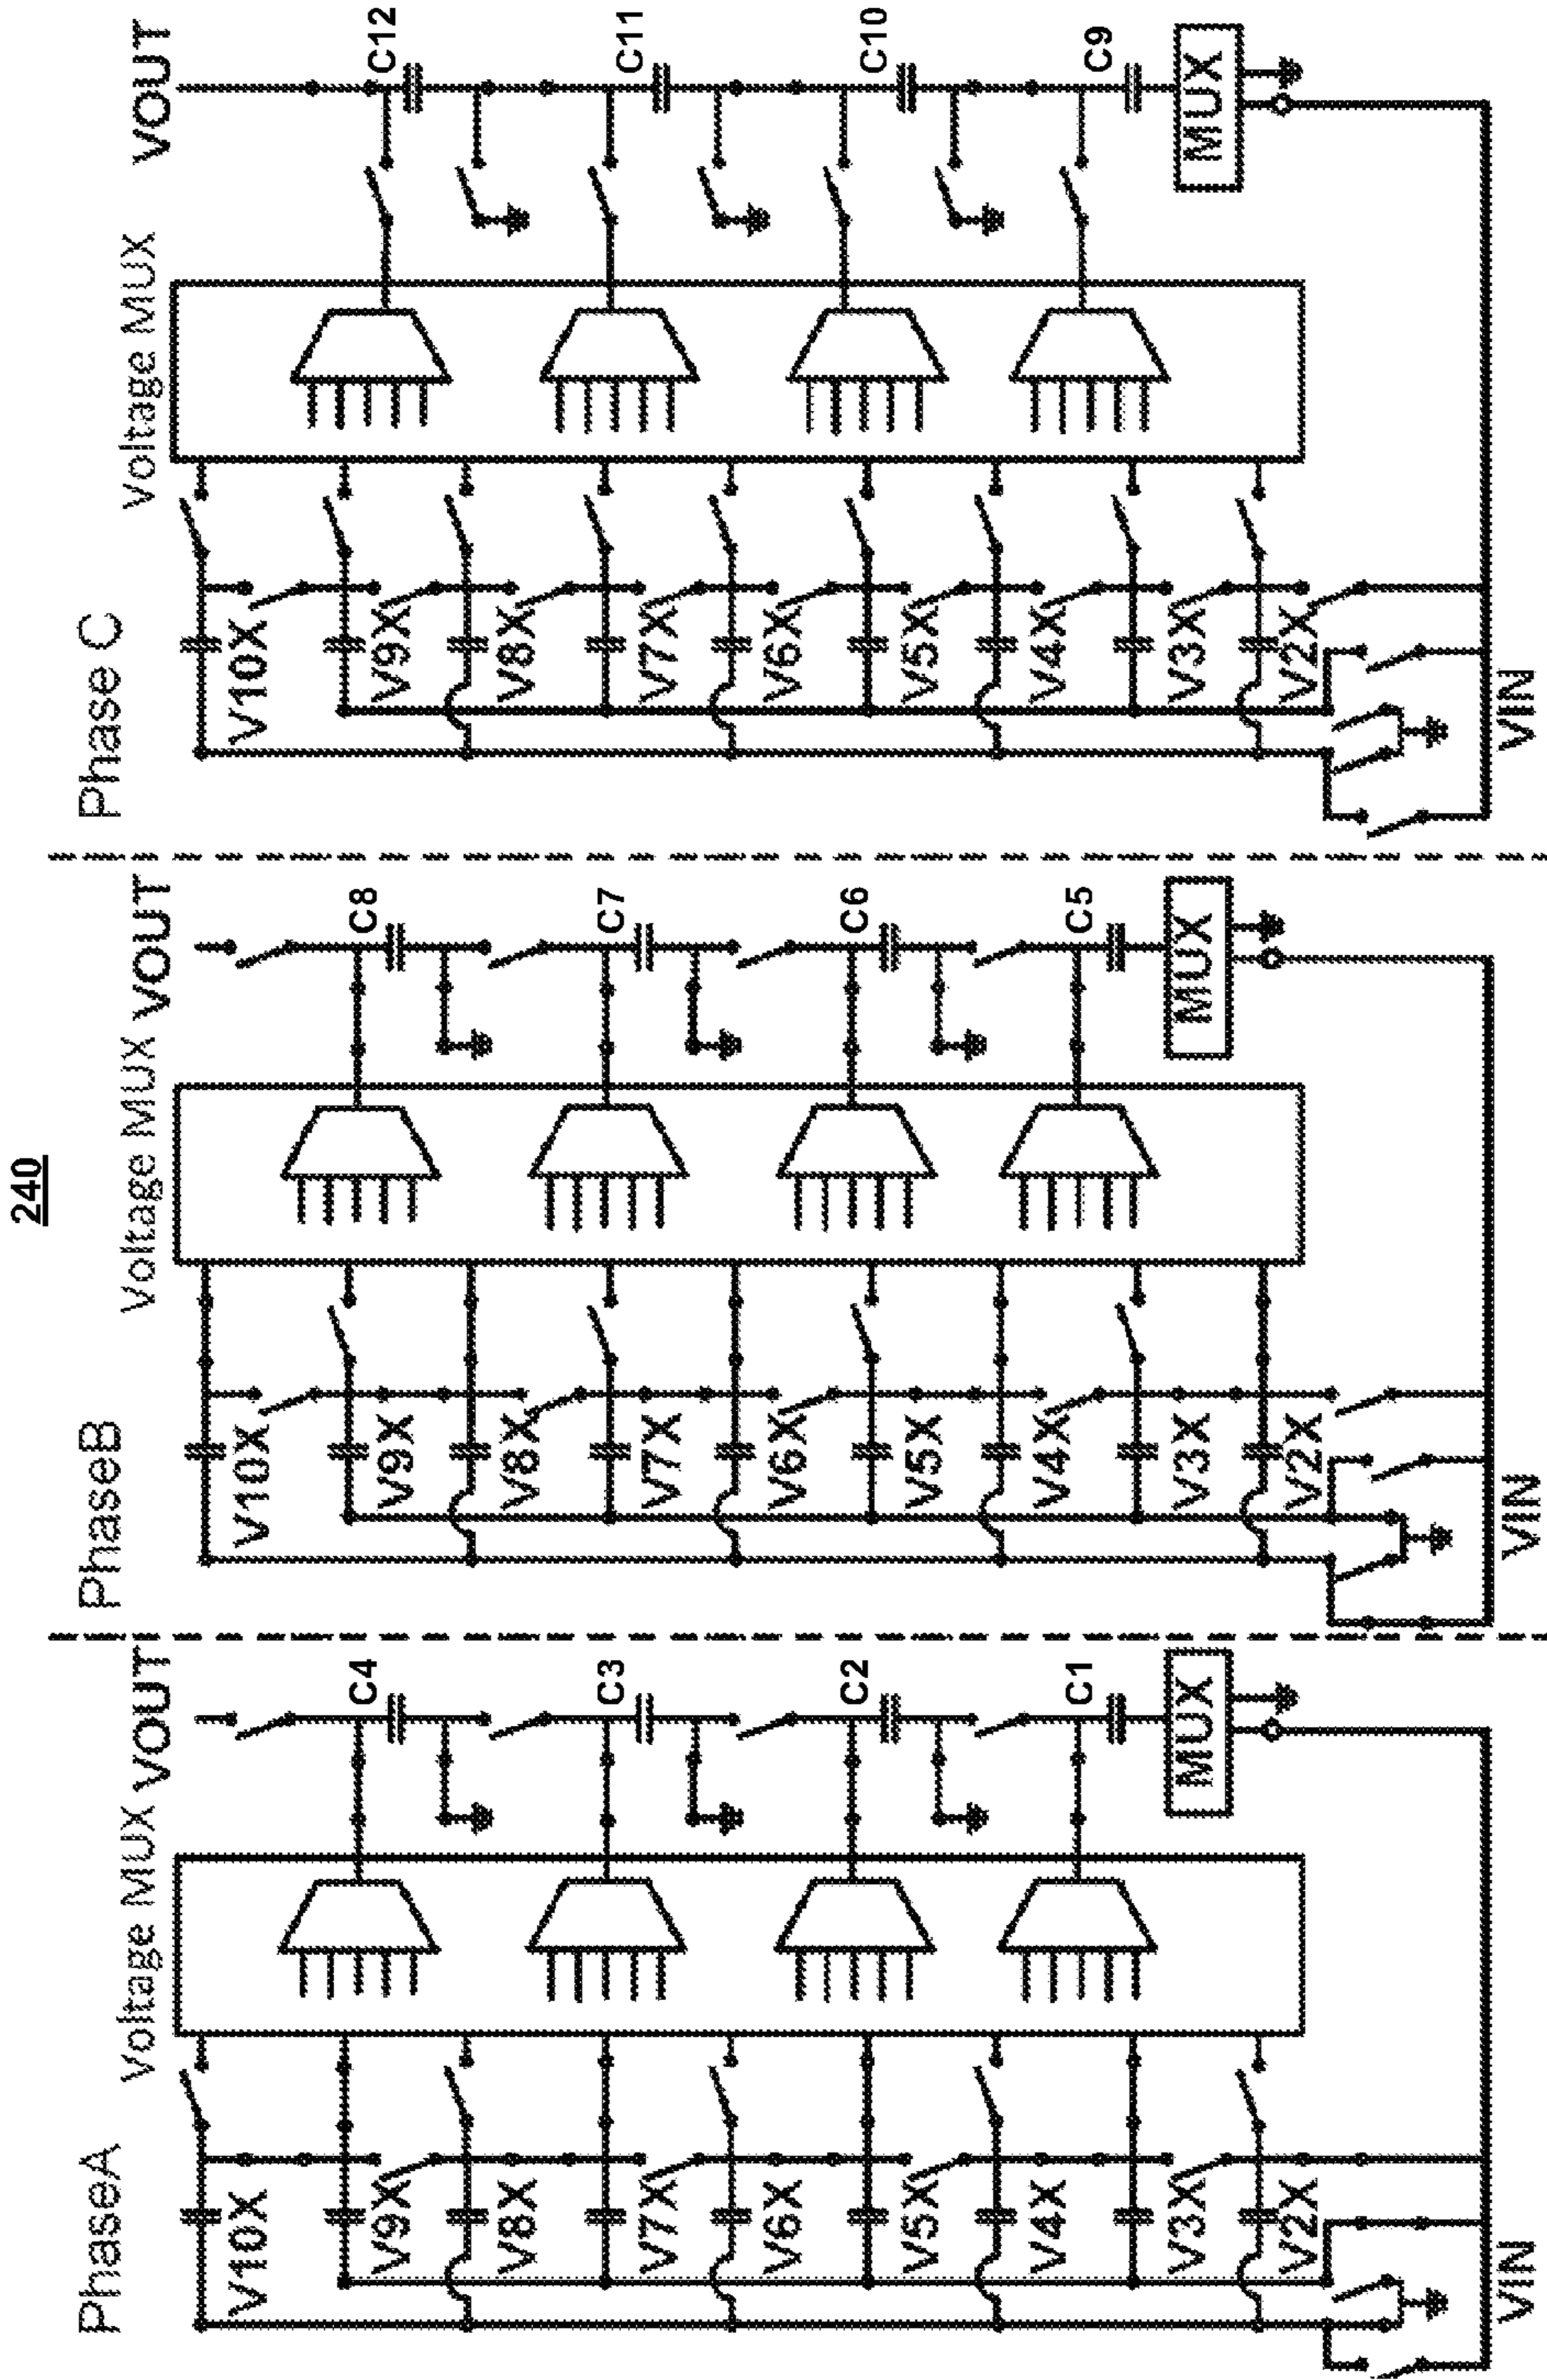 240
PhaseA
Voltage MUX
VOUT
V10X
V9X
V8X
V7X
V6X
V5X
V4X
V3X
V2X
C4
C3
C2
C1
MUX
VIN
PhaseB
Voltage MUX
VOUT
V10X
V9X
V8X
V7X
V6X
V5X
V4X
V3X
V2X
C8
C7
C6
C5
MUX
VIN
Phase C
Voltage MUX
VOUT
V10X
V9X
V8X
V7X
V6X
V5X
V4X
V3X
V2X
C12
C11
C10
C9
MUX
VIN